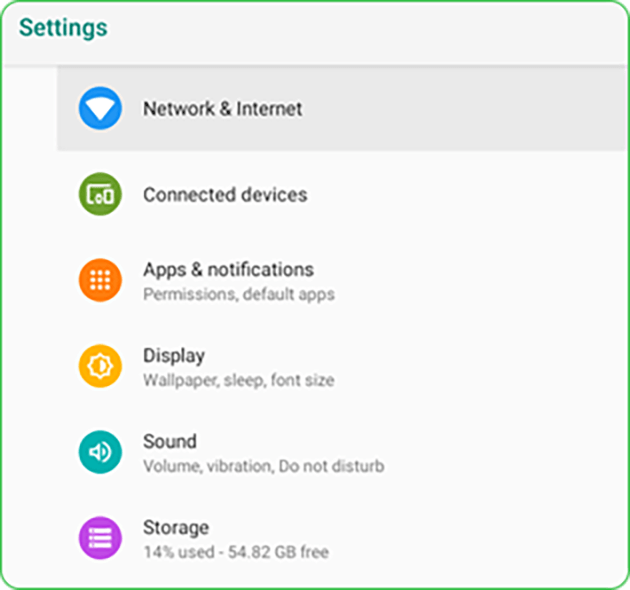 Settings
Network & Internet
Connected devices
Apps & notifications
Permissions, default apps
Display
Wallpaper, sleep, font size
Sound
Volume, vibration, Do not disturb
Storage
14% used - 54.82 GB free